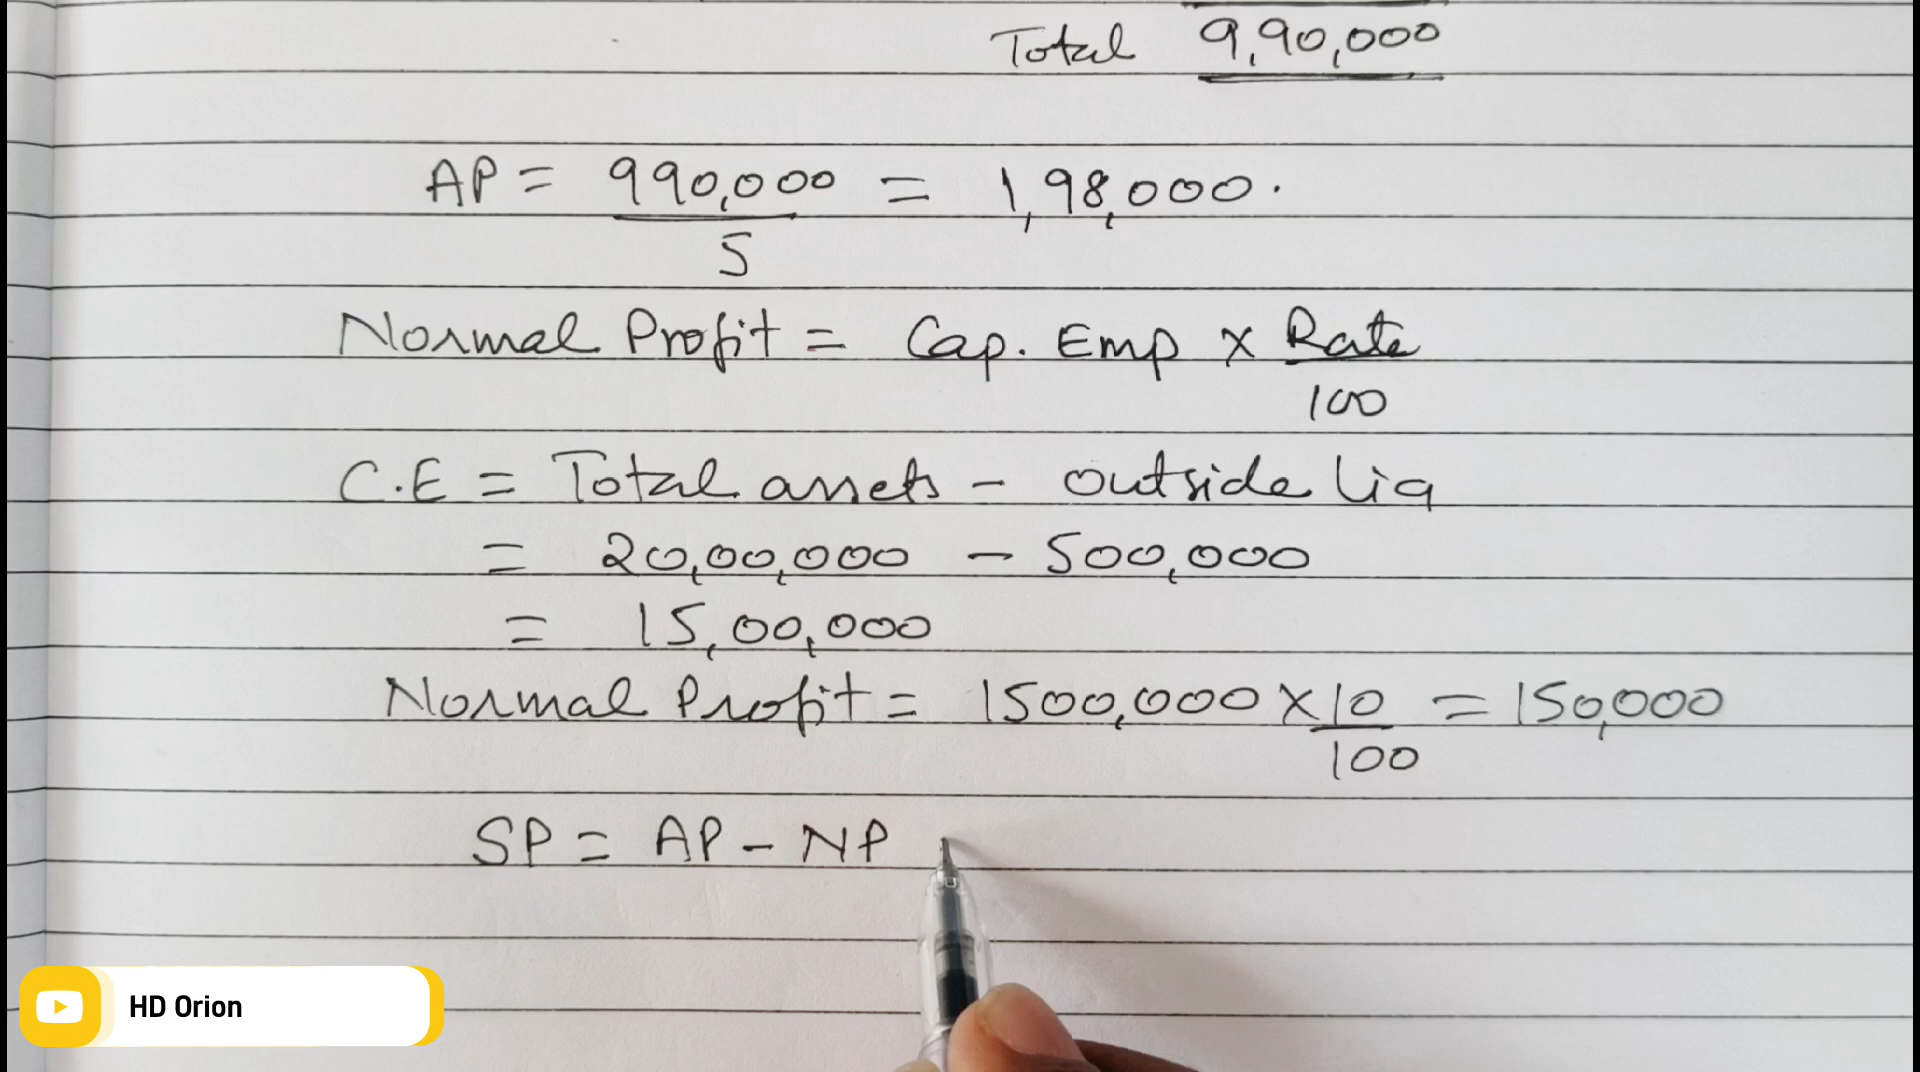 Total 9,90,000
AP = 990,000 / 5 = 1,98,000.
Normal Profit = Cap. Emp × Rate / 100
C.E = Total assets - outside liq
= 20,00,000 - 500,000
= 15,00,000
Normal Profit = 1500,000 × 10 / 100 = 150,000
SP = AP - NP
HD Orion